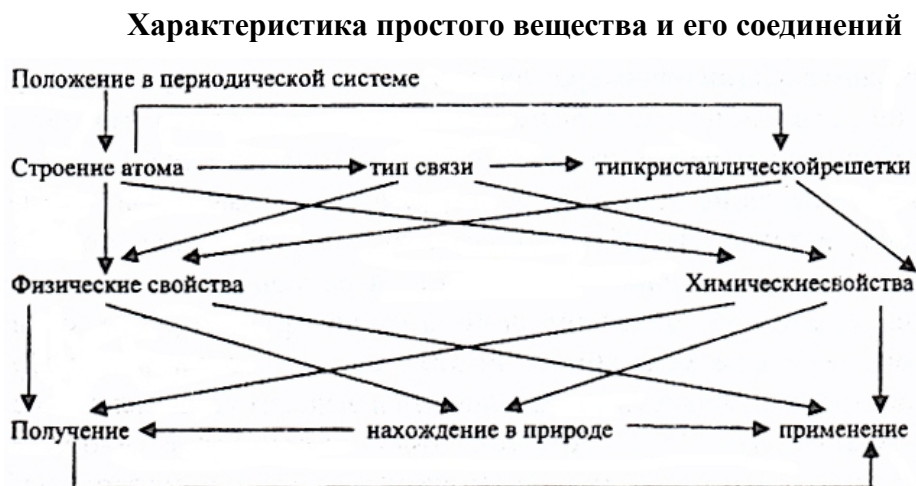 Характеристика простого вещества и его соединений
Положение в периодической системе
Строение атома тип связи типкристаллическойрешетки
Физические свойства Химическиесвойства
Получение нахождение в природе применение